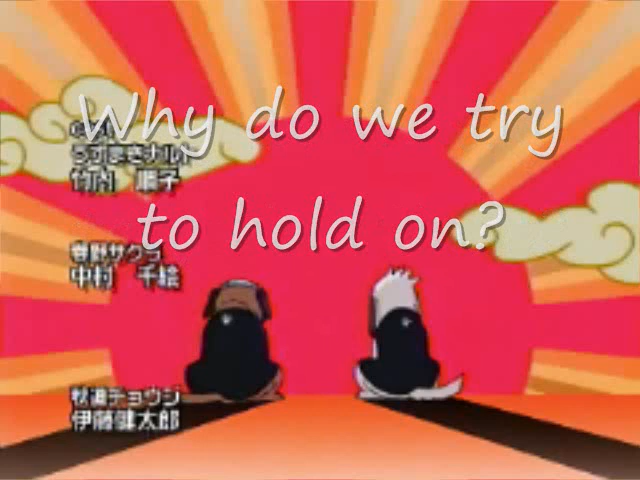 Why do we try
to hold on?
うずまきナルト
竹内 順子
春野サクラ
中村 千絵
秋道チョウジ
伊藤健太郎